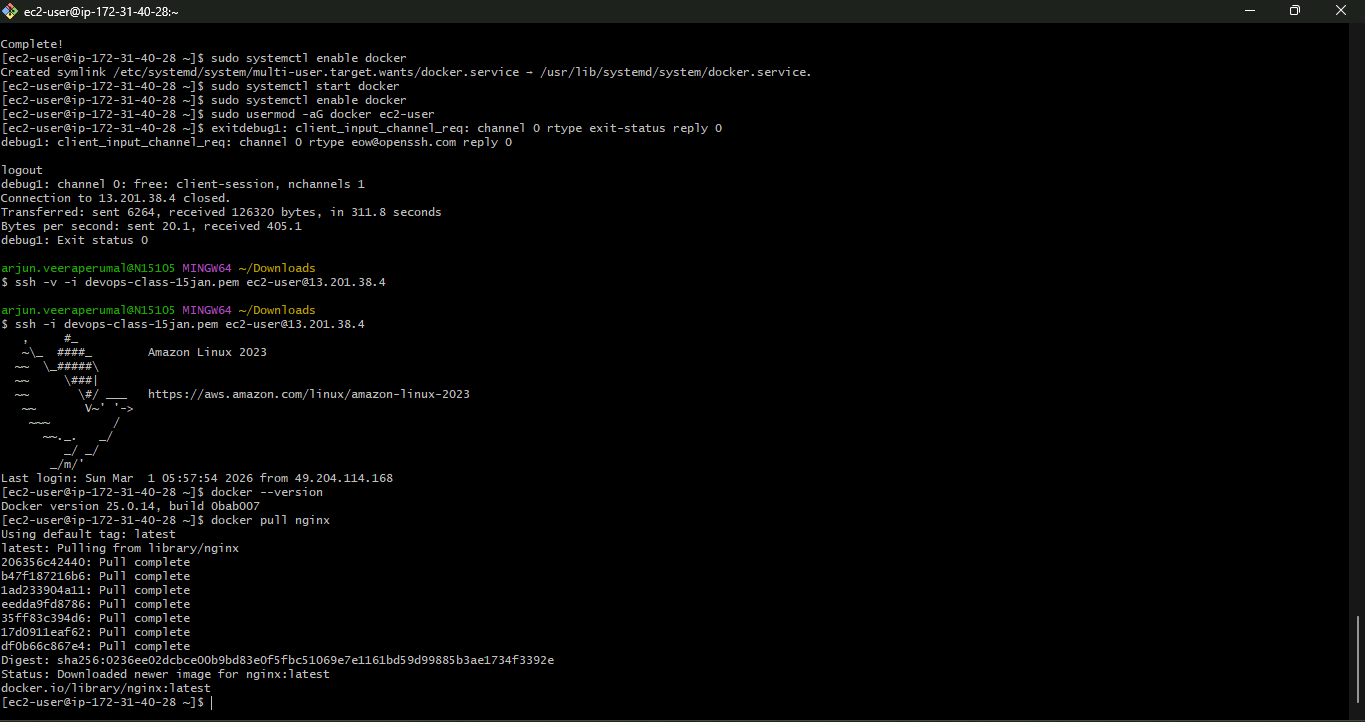 ec2-user@ip-172-31-40-28:~
Complete!
[ec2-user@ip-172-31-40-28 ~]$ sudo systemctl enable docker
Created symlink /etc/systemd/system/multi-user.target.wants/docker.service → /usr/lib/systemd/system/docker.service.
[ec2-user@ip-172-31-40-28 ~]$ sudo systemctl start docker
[ec2-user@ip-172-31-40-28 ~]$ sudo systemctl enable docker
[ec2-user@ip-172-31-40-28 ~]$ sudo usermod -aG docker ec2-user
[ec2-user@ip-172-31-40-28 ~]$ exitdebug1: client_input_channel_req: channel 0 rtype exit-status reply 0
debug1: client_input_channel_req: channel 0 rtype eow@openssh.com reply 0
logout
debug1: channel 0: free: client-session, nchannels 1
Connection to 13.201.38.4 closed.
Transferred: sent 6264, received 126320 bytes, in 311.8 seconds
Bytes per second: sent 20.1, received 405.1
debug1: Exit status 0
arjun.veeraperumal@N15105 MINGW64 ~/Downloads
$ ssh -v -i devops-class-15jan.pem ec2-user@13.201.38.4
arjun.veeraperumal@N15105 MINGW64 ~/Downloads
$ ssh -i devops-class-15jan.pem ec2-user@13.201.38.4
   ,     #_
   ~\_  ####_        Amazon Linux 2023
  ~~  \_#####\
  ~~     \###|
  ~~       \#/ ___   https://aws.amazon.com/linux/amazon-linux-2023
   ~~       V~' '->
    ~~~         /
      ~~._.   _/
         _/ _/
       _/m/'
Last login: Sun Mar  1 05:57:54 2026 from 49.204.114.168
[ec2-user@ip-172-31-40-28 ~]$ docker --version
Docker version 25.0.14, build 0bab007
[ec2-user@ip-172-31-40-28 ~]$ docker pull nginx
Using default tag: latest
latest: Pulling from library/nginx
206356c42440: Pull complete
b47f187216b6: Pull complete
1ad233904a11: Pull complete
eedda9fd8786: Pull complete
35ff83c394d6: Pull complete
17d0911eaf62: Pull complete
df0b66c867e4: Pull complete
Digest: sha256:0236ee02dcbce00b9bd83e0f5fbc51069e7e1161bd59d99885b3ae1734f3392e
Status: Downloaded newer image for nginx:latest
docker.io/library/nginx:latest
[ec2-user@ip-172-31-40-28 ~]$